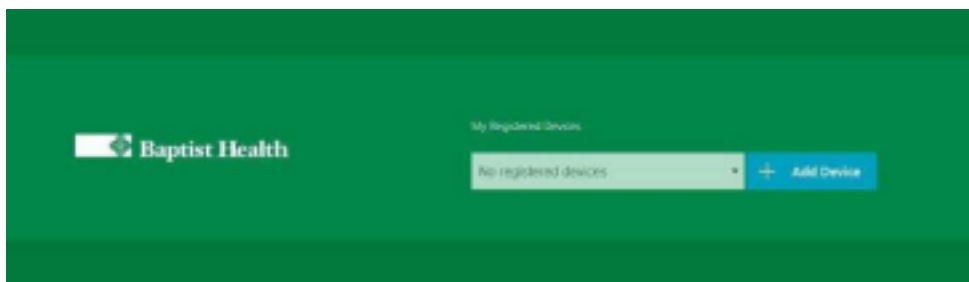 Baptist Health
My Registered Devices
No registered devices
+ Add Device